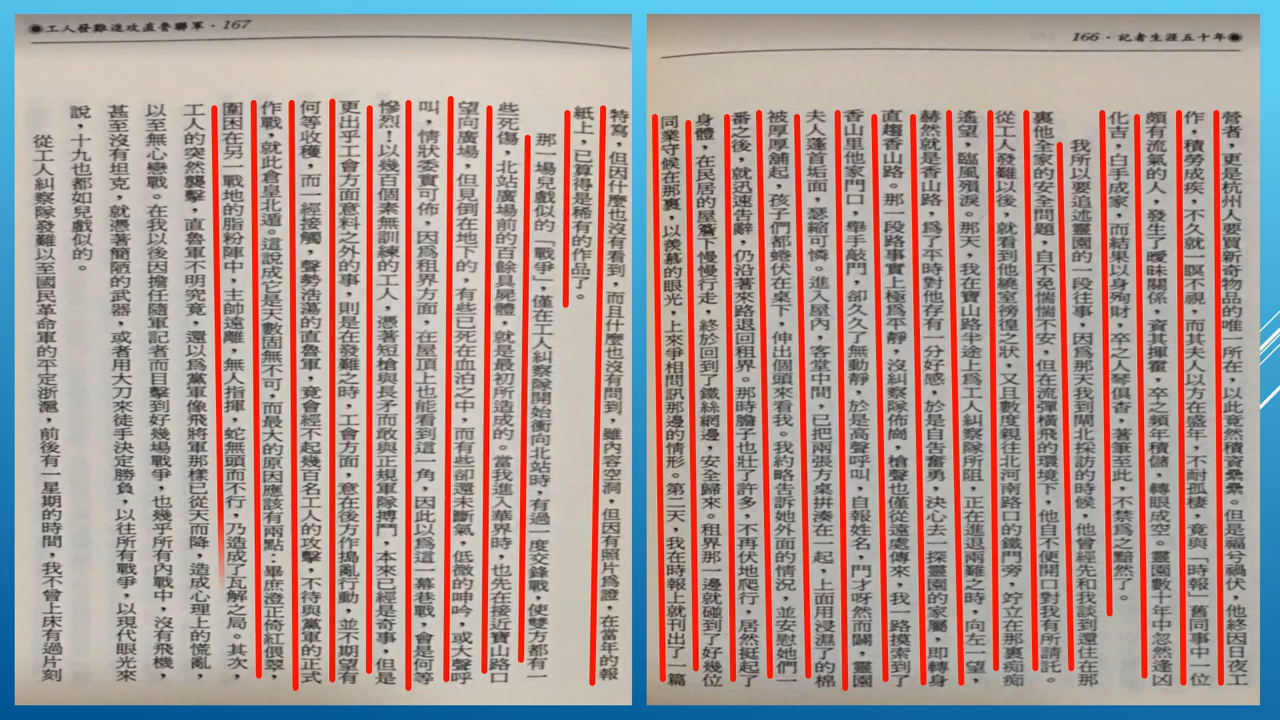 166．記者生涯五十年◉
營者，更是杭州人要買新奇物品的唯一所在，以此竟然積資纍纍。但是福兮禍伏，他終因日夜工
作，積勞成疾，不久就一瞑不視，而其夫人以方在盛年，不耐孤棲，竟與「時報」舊同事中一位
頗有流氣的人，發生了曖昧關係，資其揮霍，卒之頻年積儲，轉眼成空。靈園數十年中忽然逢凶
化吉，白手成家，而結果以身殉財，卒之人琴俱杳，著筆至此，不禁爲之黯然了。
我所以要追述靈園的一段往事，因爲那天我到閘北採訪的時候，他曾經先和我談到還住在那
裏他全家的安全問題，自不免惴惴不安，但在流彈橫飛的環境下，他自不便開口對我有所請託。
從工人發難以後，就看到他繞室徬徨之狀，又且數度親往北河南路口的鐵門旁，竚立在那裏痴痴
遙望，臨風殞淚。那天，我在寶山路半途上爲工人糾察隊所阻，正在進退兩難之時，向左一望，
赫然就是香山路，爲了平時對他存有一分好感，於是自告奮勇，決心去一探靈園的家屬，即轉身
直趨香山路。那一段路事實上極爲平靜，沒糾察隊佈崗，槍聲也僅從遠處傳來，我一路摸索到了
香山里他家門口，舉手敲門，卻久久了無動靜，於是高聲呼叫，自報姓名，門才呀然而闢，靈園
夫人蓬首垢面，瑟縮可憐。進入屋內，客堂中間，已把兩張方桌拼湊在一起，上面用浸濕了的棉
被厚厚舖起，孩子們都蜷伏在桌下，伸出個頭來看我。我約略告訴她外面的情況，並安慰她們一
番之後，就迅速告辭，仍沿著來路退回租界。那時膽子也壯了許多，不再伏地爬行，居然挺起了
身體，在民居的屋簷下慢慢行走，終於回到了鐵絲網邊，安全歸來。租界那一邊就碰到了好幾位
同業守候在那裏，以羨慕的眼光，上來爭相問訊那邊的情形。第二天，我在時報上就刊出了一篇
◉工人發難進攻直魯聯軍．167
特寫，但因什麼也沒有看到，而且什麼也沒有問到，雖內容空洞，但因有照片爲證，在當年的報
紙上，已算得是稀有的作品了。
那一場兒戲似的「戰爭」，僅在工人糾察隊開始衝向北站時，有過一度交鋒戰，使雙方都有一
些死傷，北站廣場前的百餘具屍體，就是最初所造成的。當我進入華界時，也先在接近寶山路口
望向廣場，但見倒在地下的，有些已死在血泊之中，而有些卻還未斷氣，低微的呻吟，或大聲呼
叫，情狀委實可佈，因爲租界方面，在屋頂上也能看到這一角，因此以爲這一幕巷戰，會是何等
慘烈！以幾百個素無訓練的工人，憑著短槍與長矛而敢與正規軍隊搏鬥，本來已經是奇事，但是
更出乎工會方面意料之外的事，則是在發難之時，工會方面，意在後方作搗亂行動，並不期望有
何等收穫，而一經接觸，聲勢浩蕩的直魯軍，竟會經不起幾百名工人的攻擊，不待與黨軍的正式
作戰，就此倉皇北遁。這說成它是天數固無不可，而最大的原因應該有兩點：畢庶澄正倚紅偎翠，
圍困在另一戰地的脂粉陣中，主帥遠離，無人指揮，蛇無頭而不行，乃造成了瓦解之局。其次，
工人的突然襲擊，直魯軍不明究竟，還以爲黨軍像飛將軍那樣已從天而降，造成心理上的慌亂，
以至無心戀戰。在我以後因擔任隨軍記者而目擊到好幾場戰爭，也幾乎所有內戰中，沒有飛機，
甚至沒有坦克，就憑著簡陋的武器，或者用大刀來徒手決定勝負，以往所有戰爭，以現代眼光來
說，十九也都如兒戲似的。
從工人糾察隊發難以至國民革命軍的平定浙滬，前後有一星期的時間，我不曾上床有過片刻